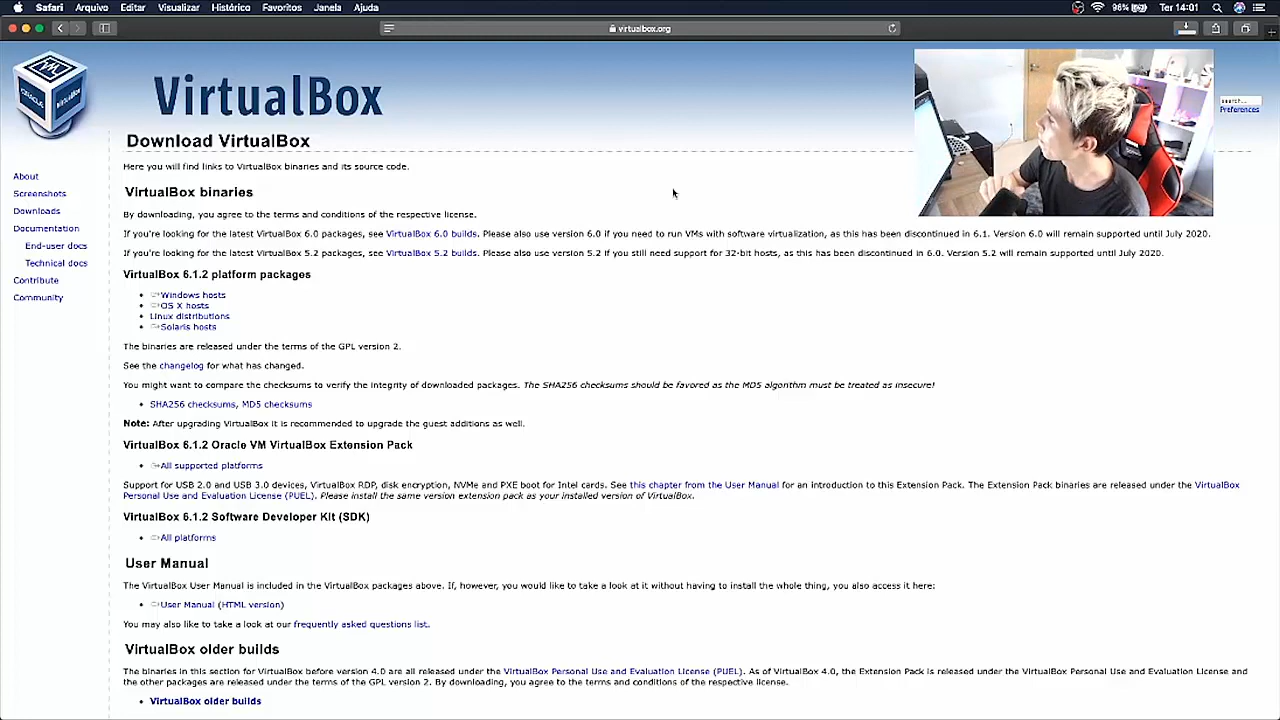 Safari Arquivo Editar Visualizar Histórico Favoritos Janela Ajuda 96% Ter 14:01
virtualbox.org
VirtualBox
search...
Preferences
Download VirtualBox
Here you will find links to VirtualBox binaries and its source code.
About
Screenshots
Downloads
Documentation
End-user docs
Technical docs
Contribute
Community
VirtualBox binaries
By downloading, you agree to the terms and conditions of the respective license.
If you're looking for the latest VirtualBox 6.0 packages, see VirtualBox 6.0 builds. Please also use version 6.0 if you need to run VMs with software virtualization, as this has been discontinued in 6.1. Version 6.0 will remain supported until July 2020.
If you're looking for the latest VirtualBox 5.2 packages, see VirtualBox 5.2 builds. Please also use version 5.2 if you still need support for 32-bit hosts, as this has been discontinued in 6.0. Version 5.2 will remain supported until July 2020.
VirtualBox 6.1.2 platform packages
Windows hosts
OS X hosts
Linux distributions
Solaris hosts
The binaries are released under the terms of the GPL version 2.
See the changelog for what has changed.
You might want to compare the checksums to verify the integrity of downloaded packages. The SHA256 checksums should be favored as the MD5 algorithm must be treated as insecure!
SHA256 checksums, MD5 checksums
Note: After upgrading VirtualBox it is recommended to upgrade the guest additions as well.
VirtualBox 6.1.2 Oracle VM VirtualBox Extension Pack
All supported platforms
Support for USB 2.0 and USB 3.0 devices, VirtualBox RDP, disk encryption, NVMe and PXE boot for Intel cards. See this chapter from the User Manual for an introduction to this Extension Pack. The Extension Pack binaries are released under the VirtualBox
Personal Use and Evaluation License (PUEL). Please install the same version extension pack as your installed version of VirtualBox.
VirtualBox 6.1.2 Software Developer Kit (SDK)
All platforms
User Manual
The VirtualBox User Manual is included in the VirtualBox packages above. If, however, you would like to take a look at it without having to install the whole thing, you also access it here:
User Manual (HTML version)
You may also like to take a look at our frequently asked questions list.
VirtualBox older builds
The binaries in this section for VirtualBox before version 4.0 are all released under the VirtualBox Personal Use and Evaluation License (PUEL). As of VirtualBox 4.0, the Extension Pack is released under the VirtualBox Personal Use and Evaluation License and
the other packages are released under the terms of the GPL version 2. By downloading, you agree to the terms and conditions of the respective license.
VirtualBox older builds